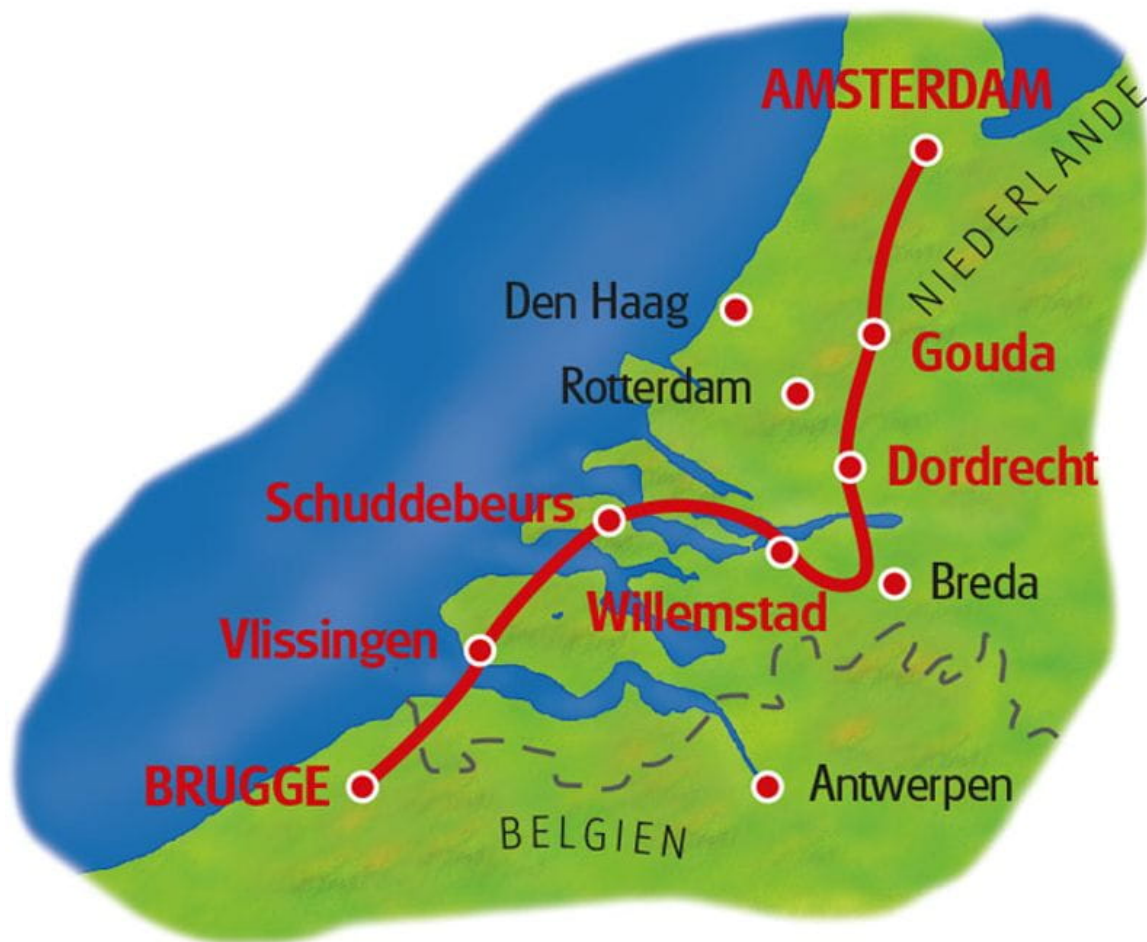 AMSTERDAM
NIEDERLANDE
Den Haag
Gouda
Rotterdam
Dordrecht
Schuddebeurs
Breda
Willemstad
Vlissingen
BRUGGE
Antwerpen
BELGIEN